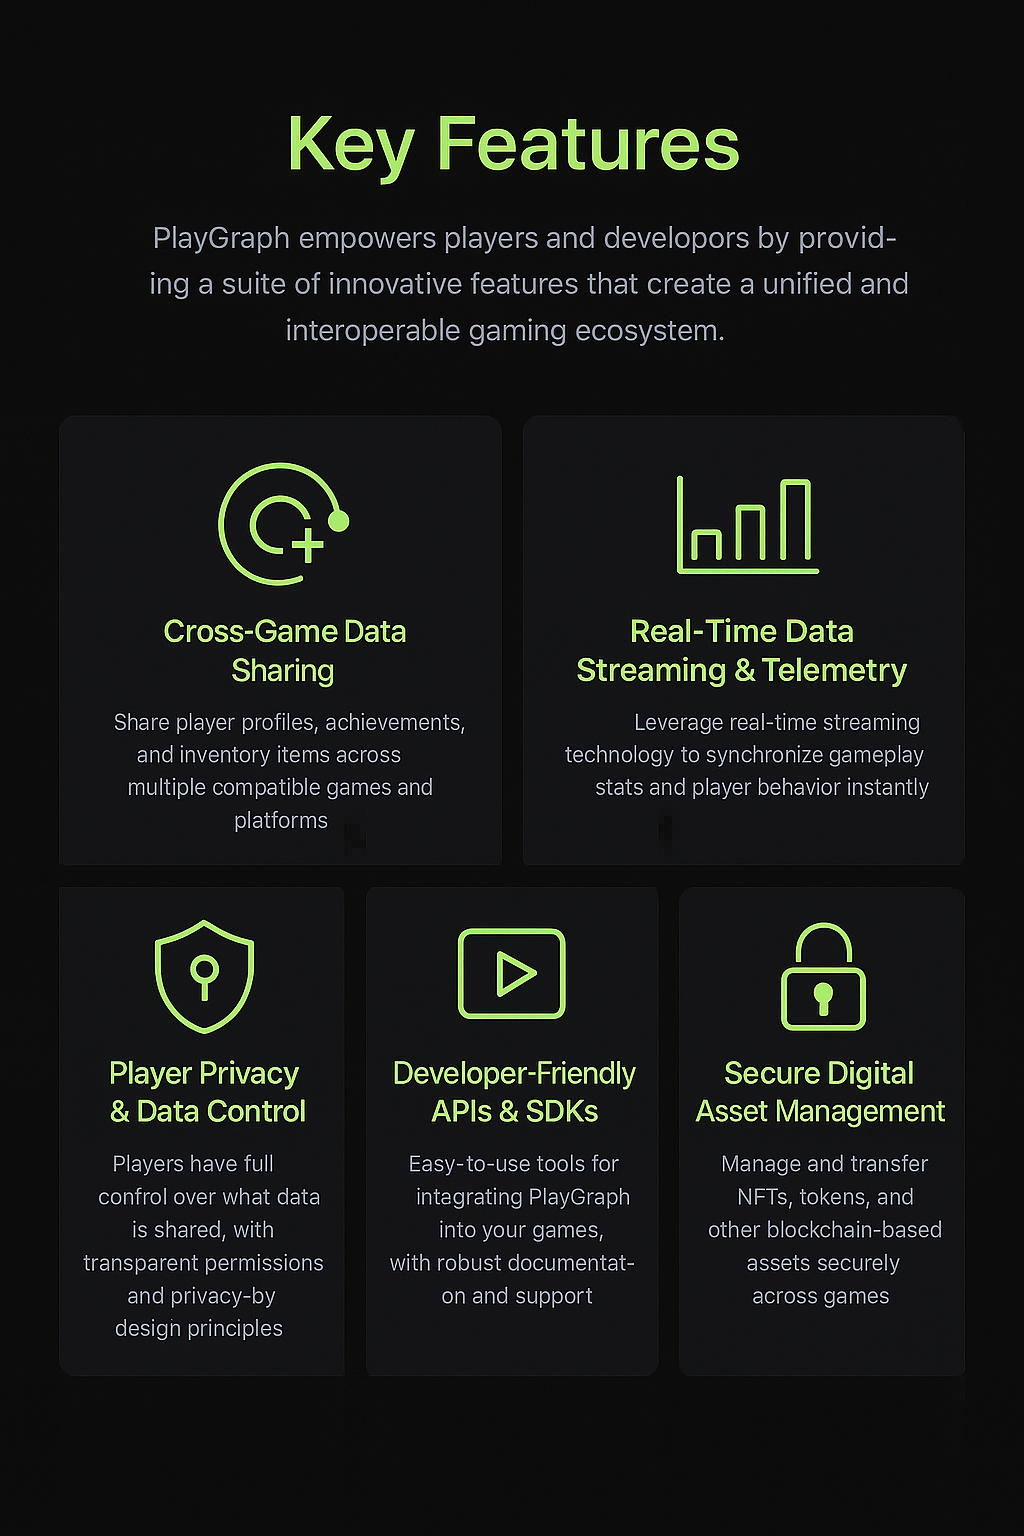 Key Features
PlayGraph empowers players and developors by provid-
ing a suite of innovative features that create a unified and
interoperable gaming ecosystem.
Cross-Game Data
Sharing
Share player profiles, achievements,
and inventory items across
multiple compatible games and
platforms
Real-Time Data
Streaming & Telemetry
Leverage real-time streaming
technology to synchronize gameplay
stats and player behavior instantly
Player Privacy
& Data Control
Players have full
confrol over what data
is shared, with
transparent permissions
and privacy-by
design principles
Developer-Friendly
APIs & SDKs
Easy-to-use tools for
intagrating PlayGraph
into your games,
with robust documentat-
on and support
Secure Digital
Asset Management
Manage and transfer
NFTs, tokens, and
other blockchain-based
assets securely
across games